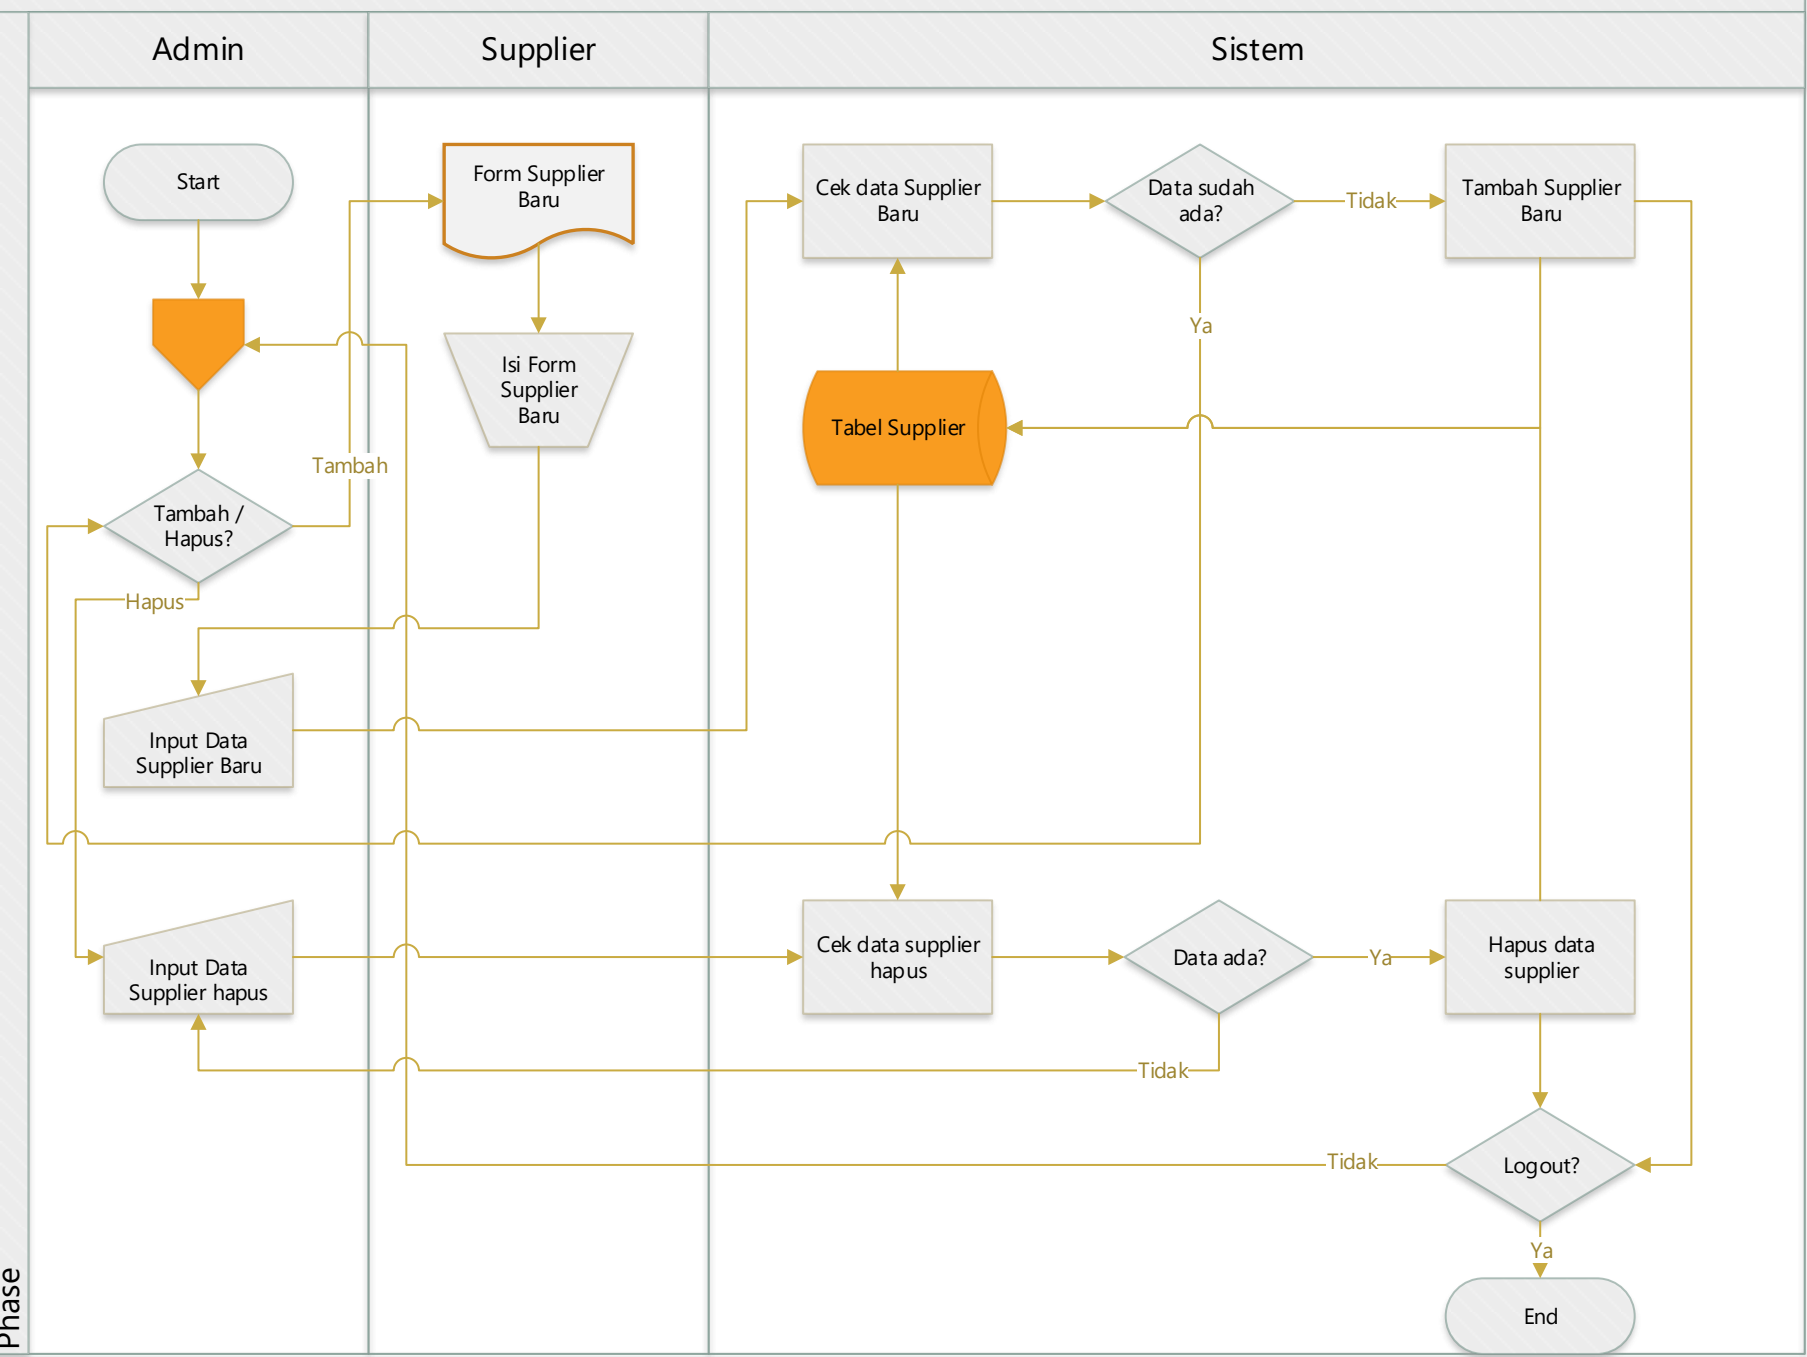 Admin
Supplier
Sistem
Start
Form Supplier
Baru
Cek data Supplier
Baru
Data sudah
ada?
Tidak
Tambah Supplier
Baru
Ya
Isi Form
Supplier
Baru
Tabel Supplier
Tambah
Tambah /
Hapus?
Hapus
Input Data
Supplier Baru
Input Data
Supplier hapus
Cek data supplier
hapus
Data ada?
Ya
Hapus data
supplier
Tidak
Tidak
Logout?
Ya
End
Phase